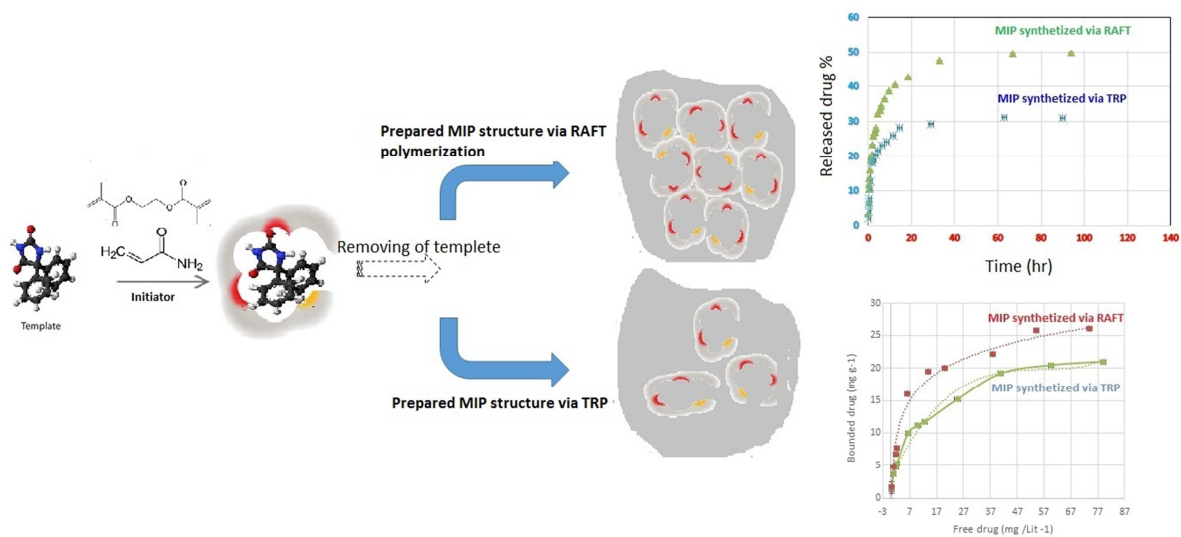 Template
O
O
O
O
H₂C
O
NH₂
Initiator
Removing of templete
Prepared MIP structure via RAFT
polymerization
Prepared MIP structure via TRP
Released drug %
60
50
40
30
20
10
0
0 20 40 60 80 100 120 140
Time (hr)
MIP synthetized via RAFT
MIP synthetized via TRP
Bounded drug (mg g-1)
30
25
20
15
10
5
0
-3 7 17 27 37 47 57 67 77 87
Free drug (mg /Lit -1)
MIP synthetized via RAFT
MIP synthetized via TRP